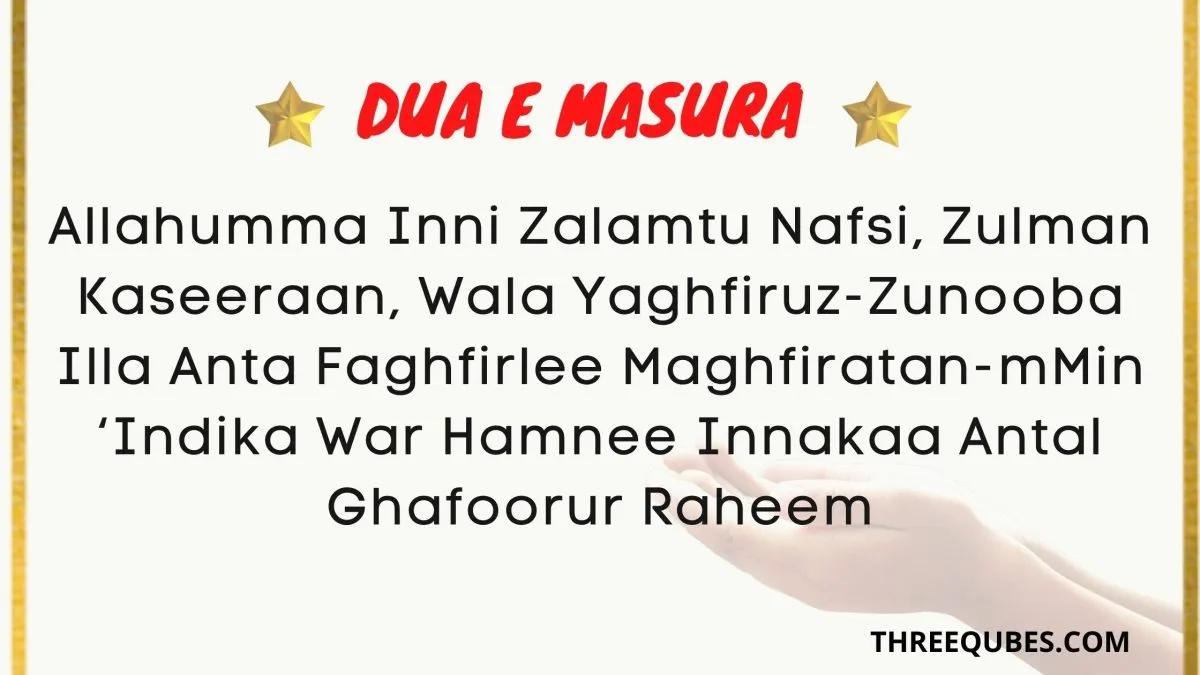 DUA E MASURA
Allahumma Inni Zalamtu Nafsi, Zulman
Kaseeraan, Wala Yaghfiruz-Zunooba
Illa Anta Faghfirlee Maghfiratan-mMin
‘Indika War Hamnee Innakaa Antal
Ghafoorur Raheem
THREEQUBES.COM